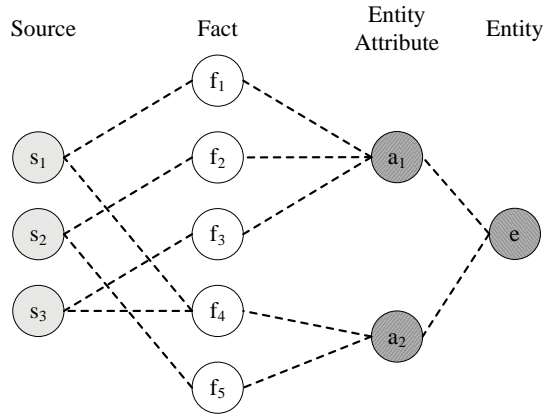 Source
Fact
Entity
Attribute
Entity
f1
s1
f2
a1
s2
f3
e
s3
f4
a2
f5